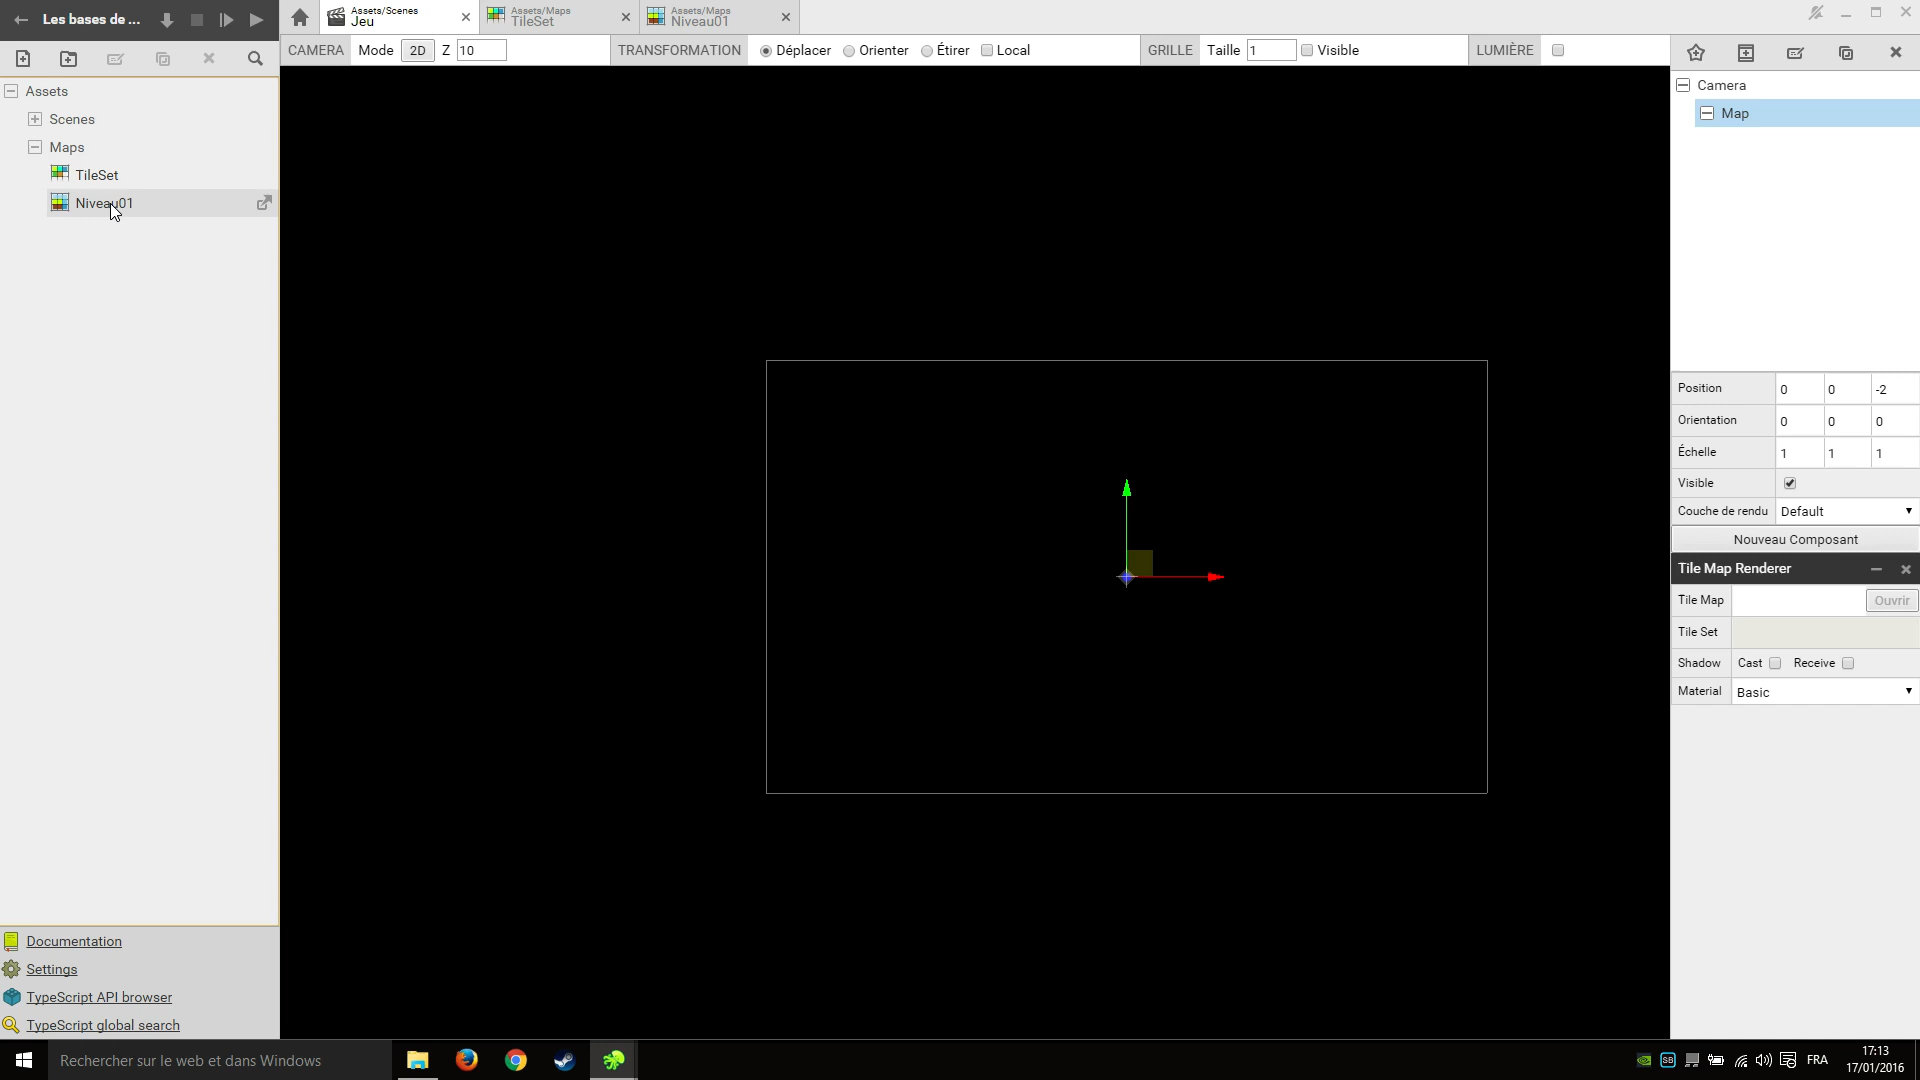 Les bases de ...
Assets/Scenes
Jeu
Assets/Maps
TileSet
Assets/Maps
Niveau01
CAMERA Mode 2D Z 10
TRANSFORMATION Déplacer Orienter Étirer Local
GRILLE Taille 1 Visible
LUMIÈRE
Assets
Scenes
Maps
TileSet
Niveau01
Documentation
Settings
TypeScript API browser
TypeScript global search
Camera
Map
Position 0 0 -2
Orientation 0 0 0
Échelle 1 1 1
Visible
Couche de rendu Default
Nouveau Composant
Tile Map Renderer
Tile Map Ouvrir
Tile Set
Shadow Cast Receive
Material Basic
Rechercher sur le web et dans Windows
SB
FRA
17:13
17/01/2016